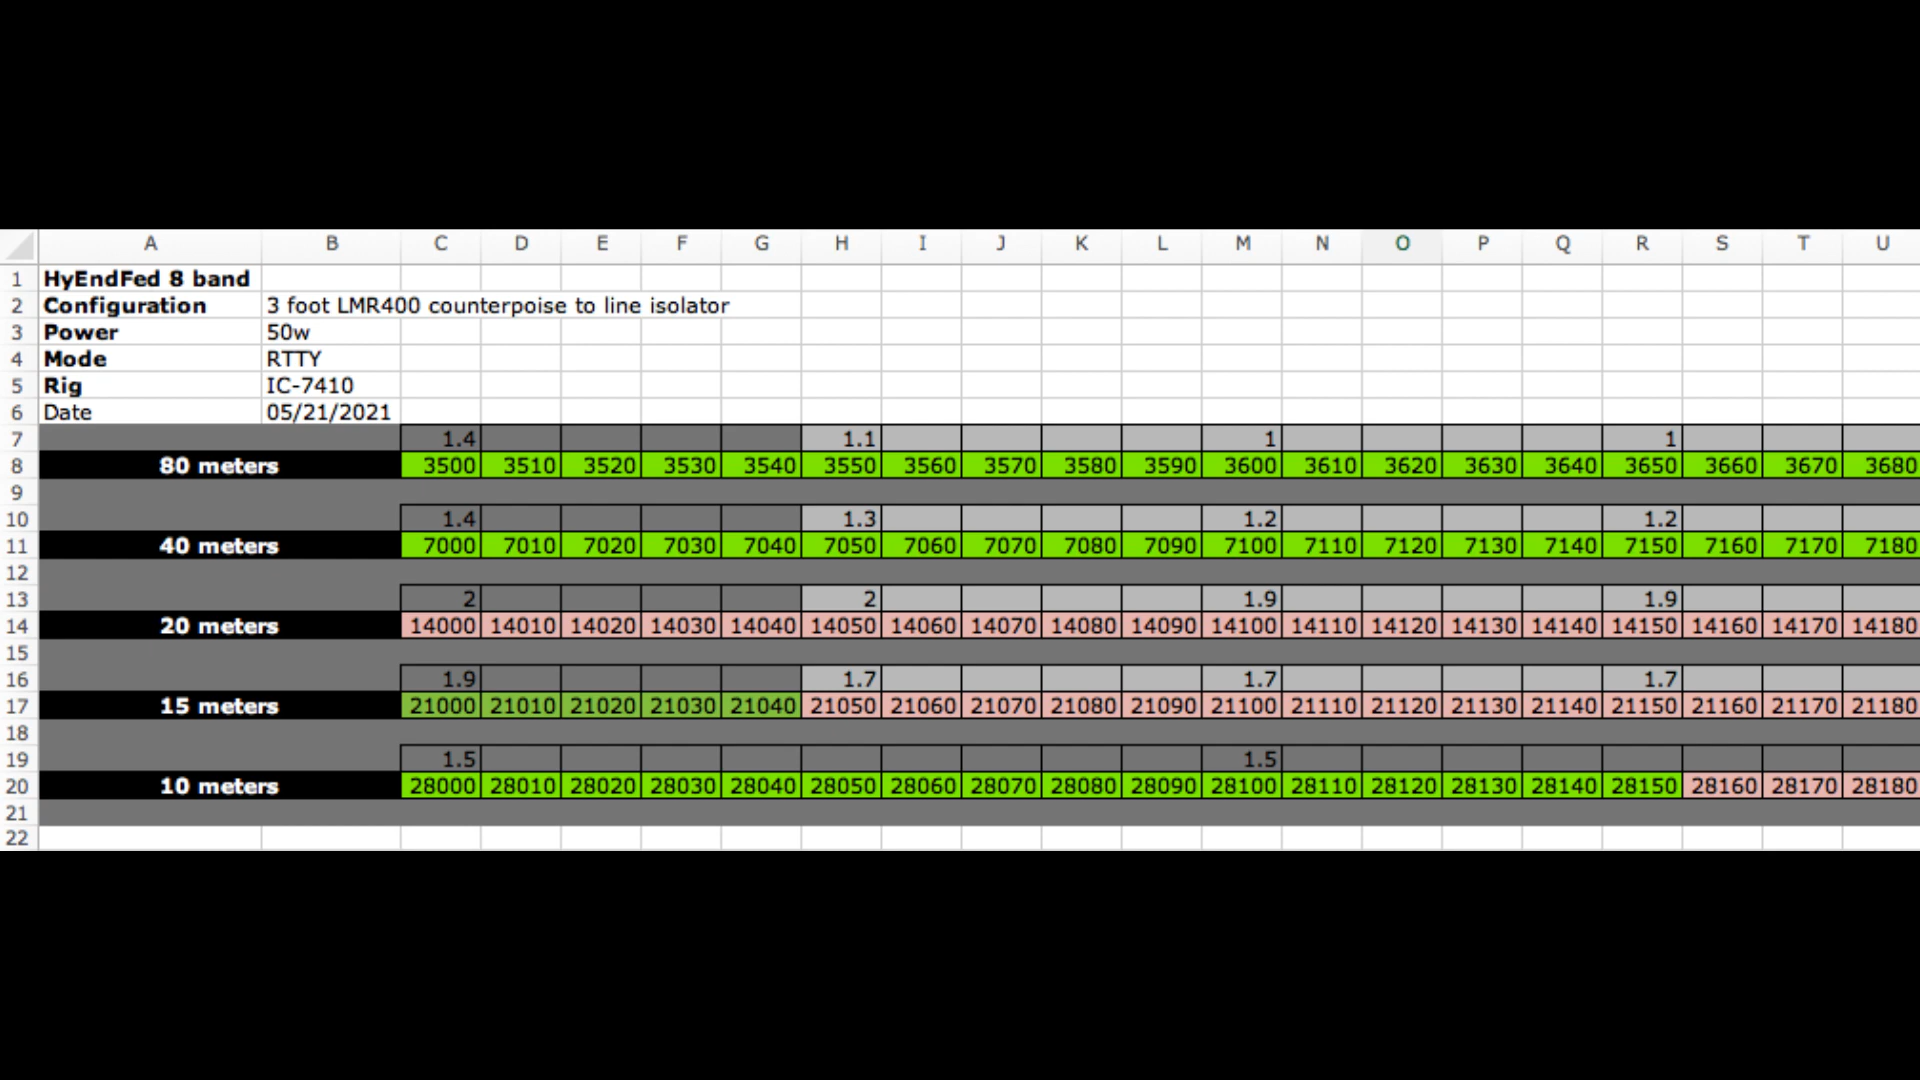 A B C D E F G H I J K L M N O P Q R S T U
1 HyEndFed 8 band
2 Configuration 3 foot LMR400 counterpoise to line isolator
3 Power 50w
4 Mode RTTY
5 Rig IC-7410
6 Date 05/21/2021
7 1.4 1.1 1 1
8 80 meters 3500 3510 3520 3530 3540 3550 3560 3570 3580 3590 3600 3610 3620 3630 3640 3650 3660 3670 3680
9
10 1.4 1.3 1.2 1.2
11 40 meters 7000 7010 7020 7030 7040 7050 7060 7070 7080 7090 7100 7110 7120 7130 7140 7150 7160 7170 7180
12
13 2 2 1.9 1.9
14 20 meters 14000 14010 14020 14030 14040 14050 14060 14070 14080 14090 14100 14110 14120 14130 14140 14150 14160 14170 14180
15
16 1.9 1.7 1.7 1.7
17 15 meters 21000 21010 21020 21030 21040 21050 21060 21070 21080 21090 21100 21110 21120 21130 21140 21150 21160 21170 21180
18
19 1.5 1.5
20 10 meters 28000 28010 28020 28030 28040 28050 28060 28070 28080 28090 28100 28110 28120 28130 28140 28150 28160 28170 28180
21
22